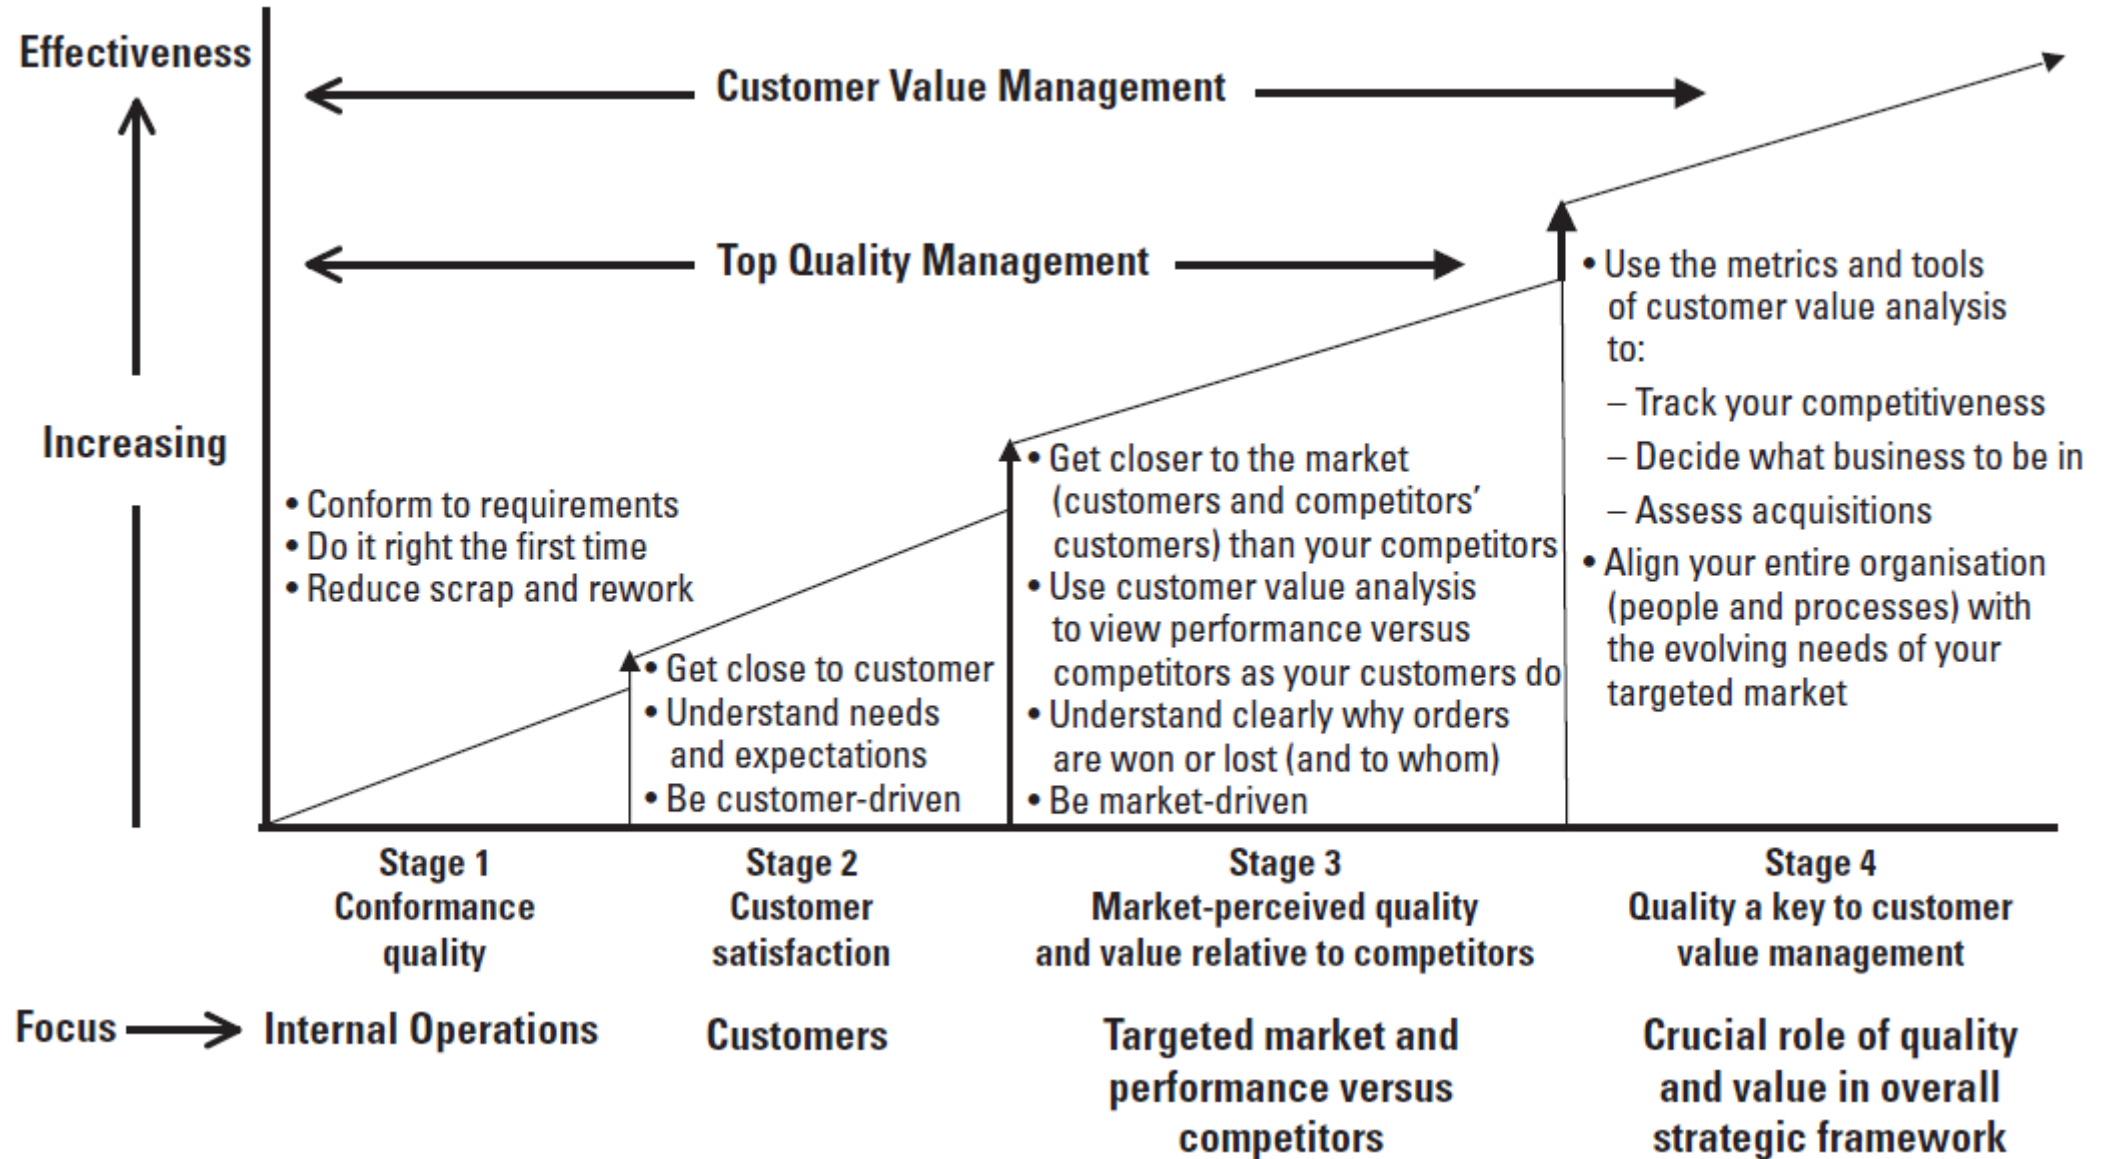 Effectiveness
Increasing
Customer Value Management
Top Quality Management
• Conform to requirements
• Do it right the first time
• Reduce scrap and rework
• Get close to customer
• Understand needs
and expectations
• Be customer-driven
• Get closer to the market
(customers and competitors’
customers) than your competitors
• Use customer value analysis
to view performance versus
competitors as your customers do
• Understand clearly why orders
are won or lost (and to whom)
• Be market-driven
• Use the metrics and tools
of customer value analysis
to:
– Track your competitiveness
– Decide what business to be in
– Assess acquisitions
• Align your entire organisation
(people and processes) with
the evolving needs of your
targeted market
Stage 1
Conformance
quality
Stage 2
Customer
satisfaction
Stage 3
Market-perceived quality
and value relative to competitors
Stage 4
Quality a key to customer
value management
Focus
Internal Operations
Customers
Targeted market and
performance versus
competitors
Crucial role of quality
and value in overall
strategic framework